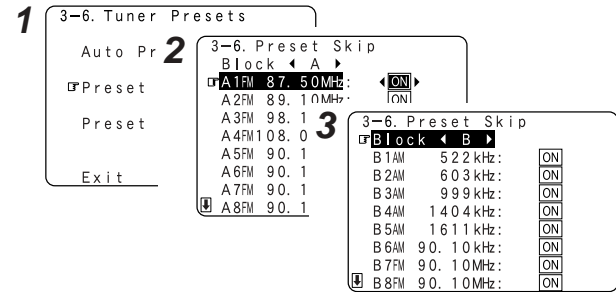 1
3-6. Tuner Presets
Auto Pr
☞Preset
Preset
Exit
2
3-6. Preset Skip
Block ◀ A ▶
☞A1FM 87. 50MHz: ◀ON▶
A2FM 89. 10MHz: ON
A3FM 98. 1
A4FM108. 0
A5FM 90. 1
A6FM 90. 1
A7FM 90. 1
A8FM 90. 1
3
3-6. Preset Skip
☞Block ◀ B ▶
B1AM 522kHz: ON
B2AM 603kHz: ON
B3AM 999kHz: ON
B4AM 1404kHz: ON
B5AM 1611kHz: ON
B6AM 90. 10kHz: ON
B7FM 90. 10MHz: ON
B8FM 90. 10MHz: ON